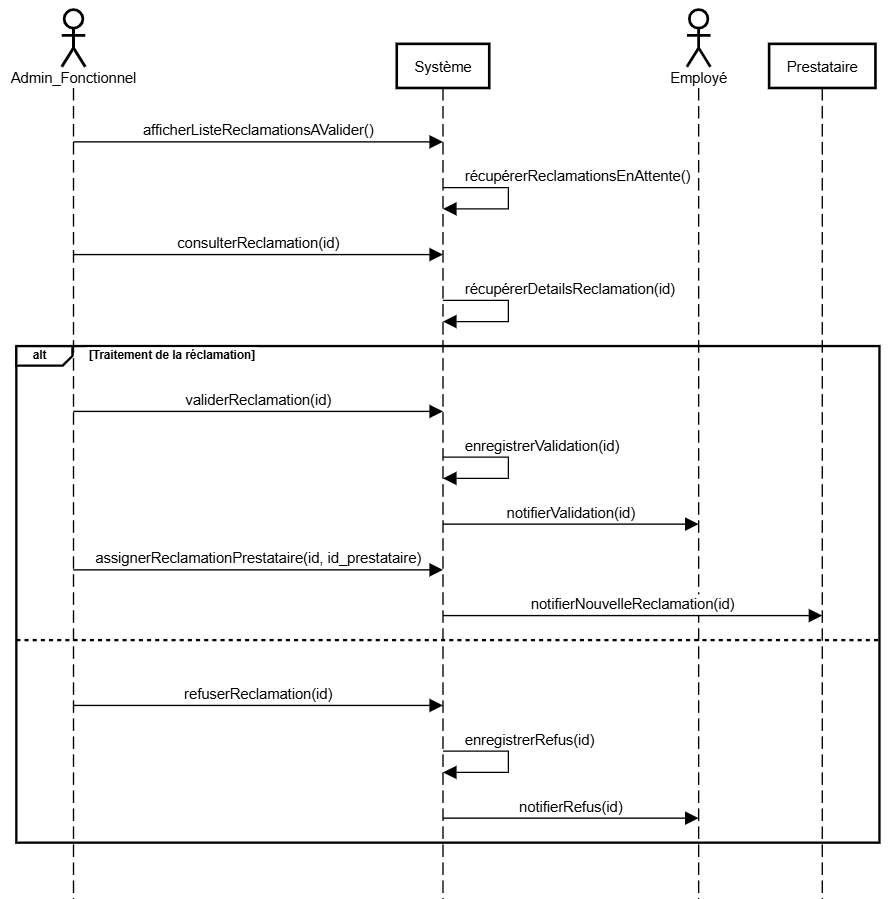 Admin_Fonctionnel
Système
Employé
Prestataire
afficherListeReclamationsAValider()
récupérerReclamationsEnAttente()
consulterReclamation(id)
récupérerDetailsReclamation(id)
alt
[Traitement de la réclamation]
validerReclamation(id)
enregistrerValidation(id)
notifierValidation(id)
assignerReclamationPrestataire(id, id_prestataire)
notifierNouvelleReclamation(id)
refuserReclamation(id)
enregistrerRefus(id)
notifierRefus(id)